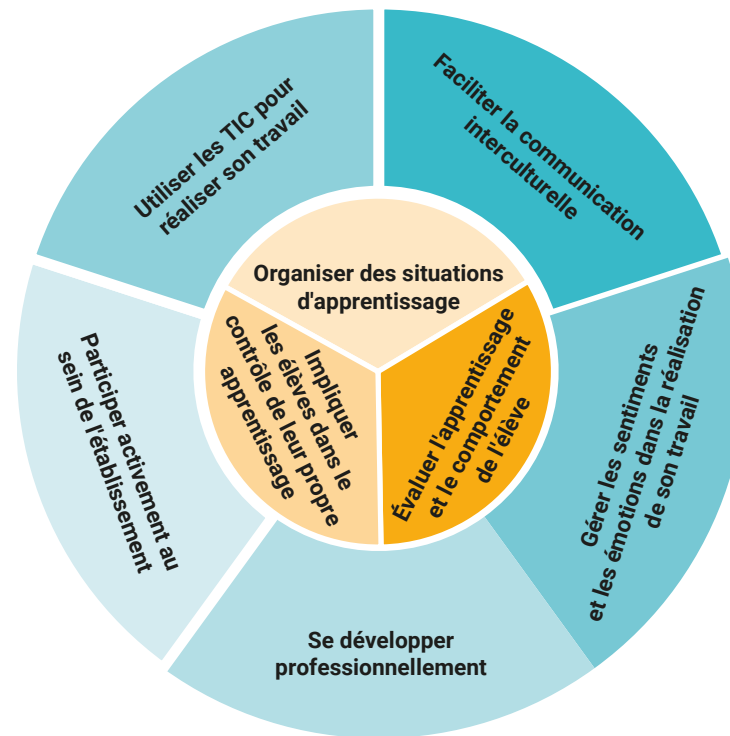 Utiliser les TIC pour
réaliser son travail
Faciliter la communication
interculturelle
Organiser des situations
d'apprentissage
Impliquer
les élèves dans le
contrôle de leur propre
apprentissage
Évaluer l'apprentissage
et le comportement
de l'élève
Participer activement au
sein de l'établissement
Gérer les sentiments
et les émotions dans la réalisation
de son travail
Se développer
professionnellement